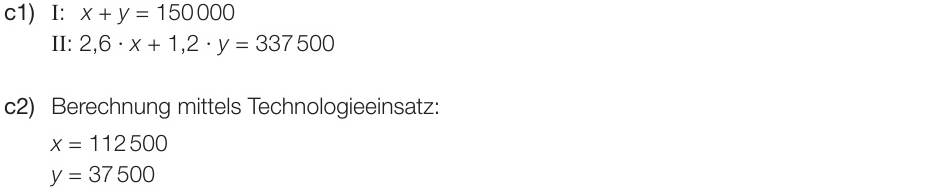 c1) I: x + y = 150 000
II: 2,6 · x + 1,2 · y = 337 500
c2) Berechnung mittels Technologieeinsatz:
x = 112 500
y = 37 500